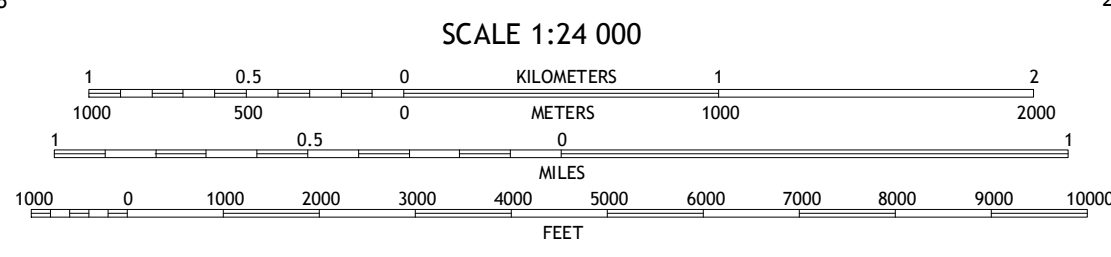 SCALE 1:24 000
1 0.5 0 KILOMETERS 1 2
1000 500 0 METERS 1000 2000
1 0.5 0 1
MILES
1000 0 1000 2000 3000 4000 5000 6000 7000 8000 9000 10000
FEET